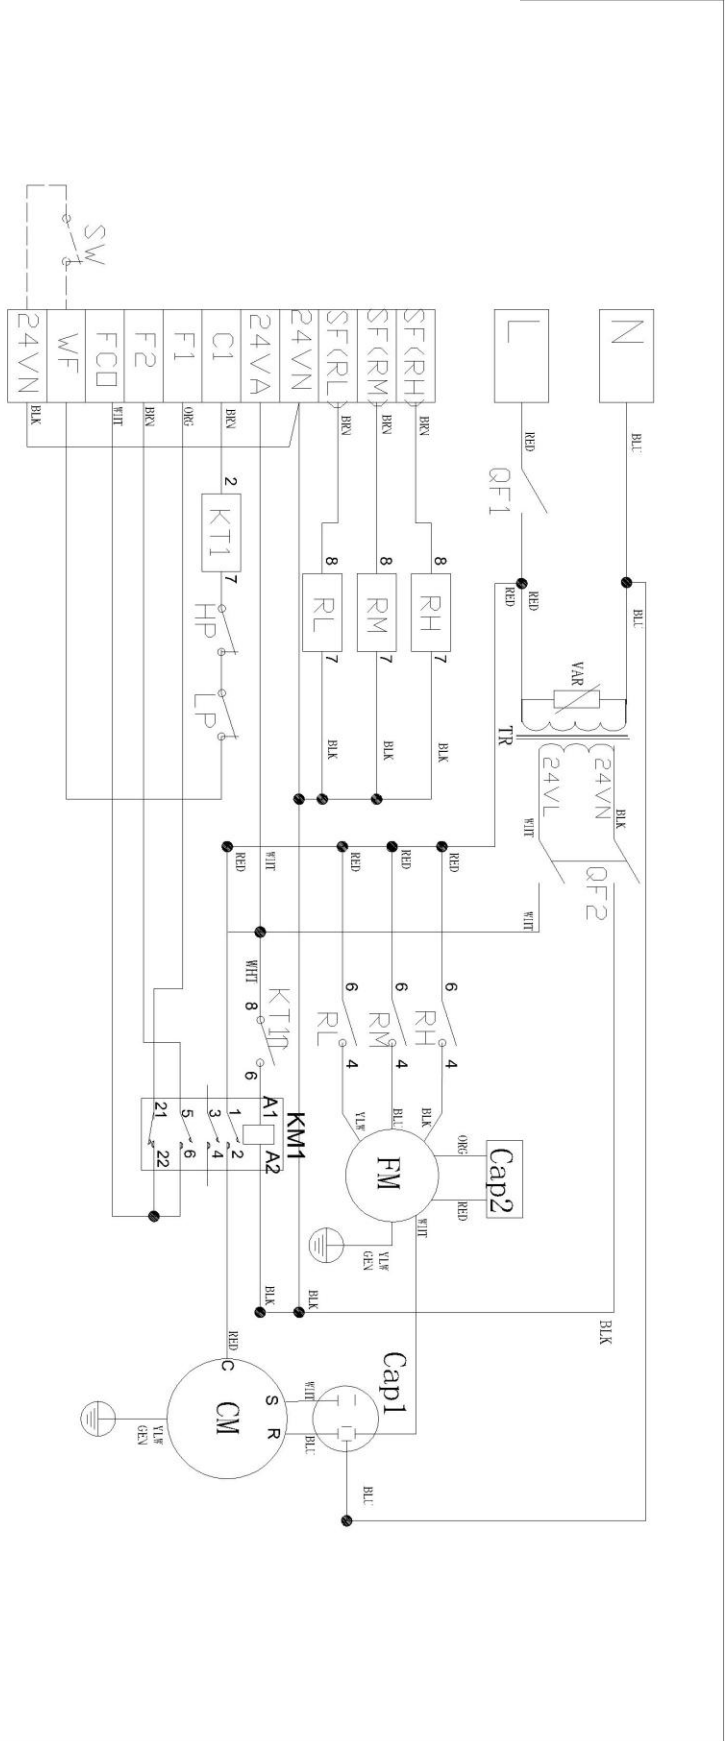 N
BLU
BLU
24VN
BLK
QF2
BLK
L
RED
QF1
RED
RED
VAR
TR
24VL
WHT
WHT
Cap2
ORG
RED
SF(RH)
BRN
8
RH
7
BLK
RED
6
RH
4
BLK
SF(RM)
BRN
8
RM
7
BLK
RED
6
RM
4
BLU
FM
WHT
Cap1
SF(RL)
BRN
8
RL
7
BLK
RED
6
RL
4
YLW
YLW
GEN
BLU
24VN
KM1
BLK
WHT
BLU
24VA
WHT
WHT
KT1
8
6
A1
A2
BLK
S
R
C1
BRN
2
KT1
7
HP
LP
RED
1
2
RED
C
CM
F1
ORG
3
4
F2
BRN
5
6
FCO
WHT
21
22
YLW
GEN
SW
WF
24VN
BLK